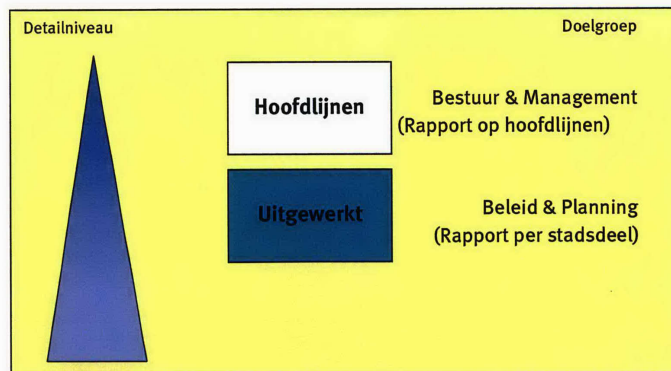 Detailniveau
Doelgroep
Hoofdlijnen
Bestuur & Management
(Rapport op hoofdlijnen)
Uitgewerkt
Beleid & Planning
(Rapport per stadsdeel)